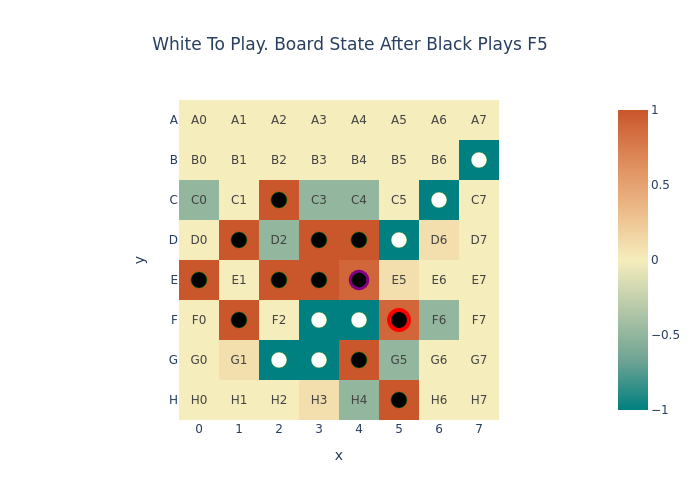 White To Play. Board State After Black Plays F5
A A0 A1 A2 A3 A4 A5 A6 A7
B B0 B1 B2 B3 B4 B5 B6
C C0 C1 C3 C4 C5 C7
D D0 D2 D6 D7
E E1 E5 E6 E7
F F0 F2 F6 F7
G G0 G1 G5 G6 G7
H H0 H1 H2 H3 H4 H6 H7
0 1 2 3 4 5 6 7
x
y
1
0.5
0
−0.5
−1